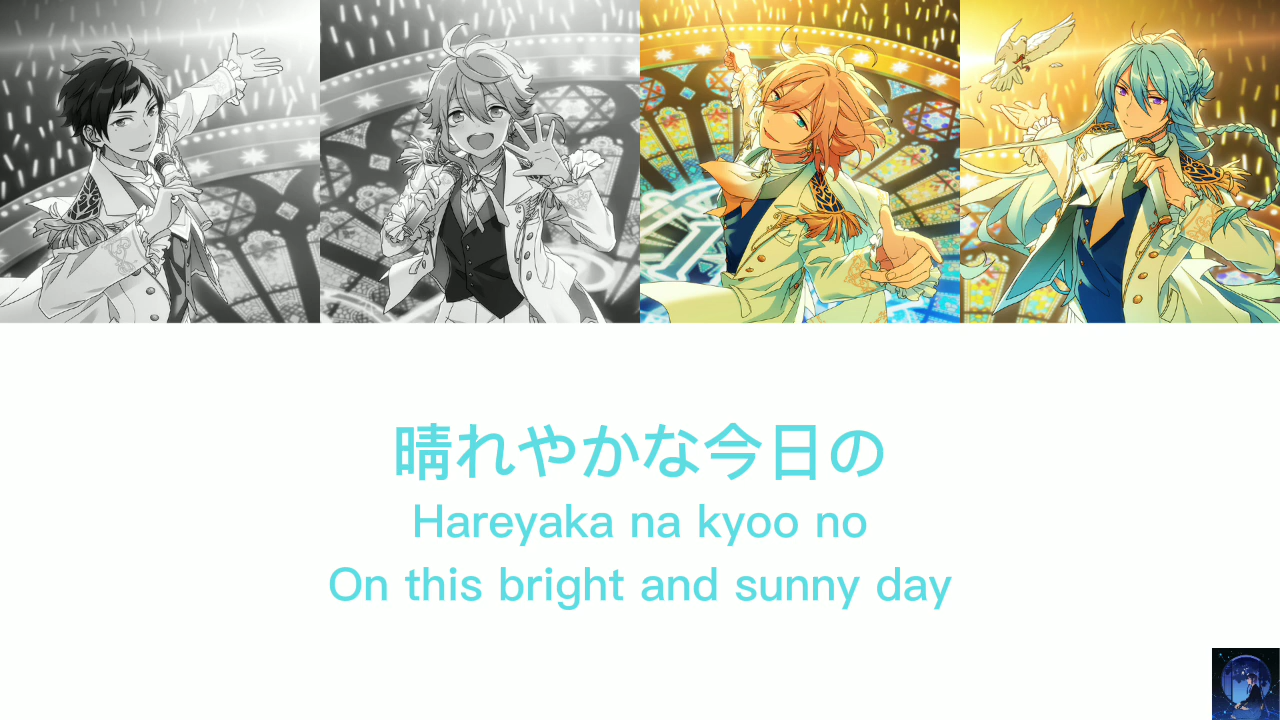 晴れやかな今日の
Hareyaka na kyoo no
On this bright and sunny day